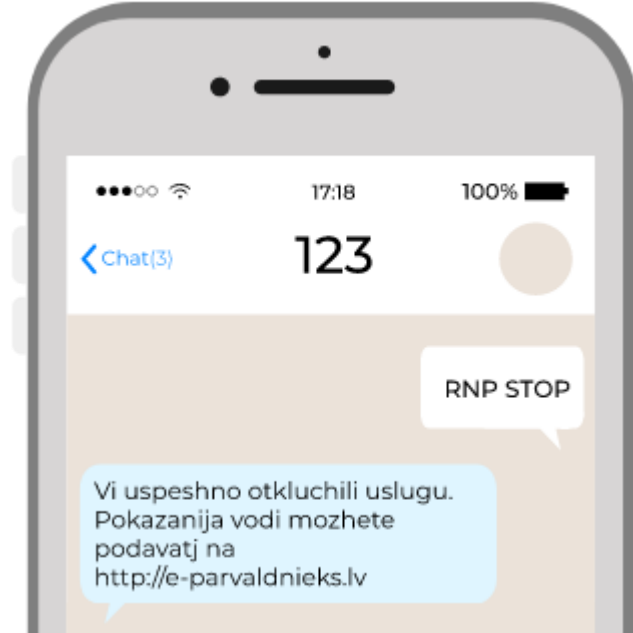 17:18
100%
Chat(3)
123
RNP STOP
Vi uspeshno otkluchili uslugu.
Pokazanija vodi mozhete
podavatj na
http://e-parvaldnieks.lv